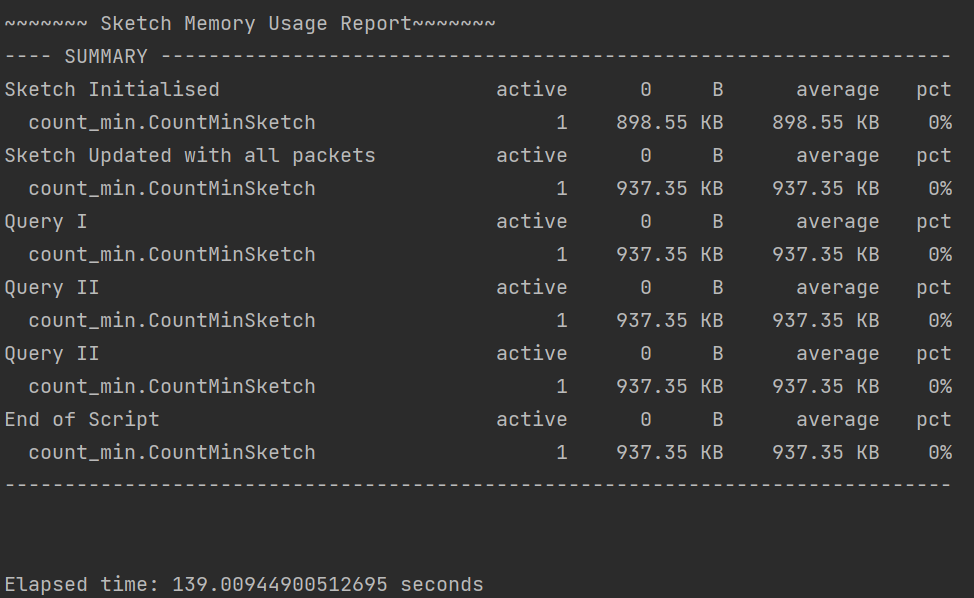 ~~~~~~~ Sketch Memory Usage Report~~~~~~~
---- SUMMARY ------------------------------------------------------------------
Sketch Initialised                       active      0     B      average   pct
  count_min.CountMinSketch                    1    898.55 KB    898.55 KB    0%
Sketch Updated with all packets          active      0     B      average   pct
  count_min.CountMinSketch                    1    937.35 KB    937.35 KB    0%
Query I                                  active      0     B      average   pct
  count_min.CountMinSketch                    1    937.35 KB    937.35 KB    0%
Query II                                 active      0     B      average   pct
  count_min.CountMinSketch                    1    937.35 KB    937.35 KB    0%
Query II                                 active      0     B      average   pct
  count_min.CountMinSketch                    1    937.35 KB    937.35 KB    0%
End of Script                            active      0     B      average   pct
  count_min.CountMinSketch                    1    937.35 KB    937.35 KB    0%
-------------------------------------------------------------------------------
Elapsed time: 139.00944900512695 seconds